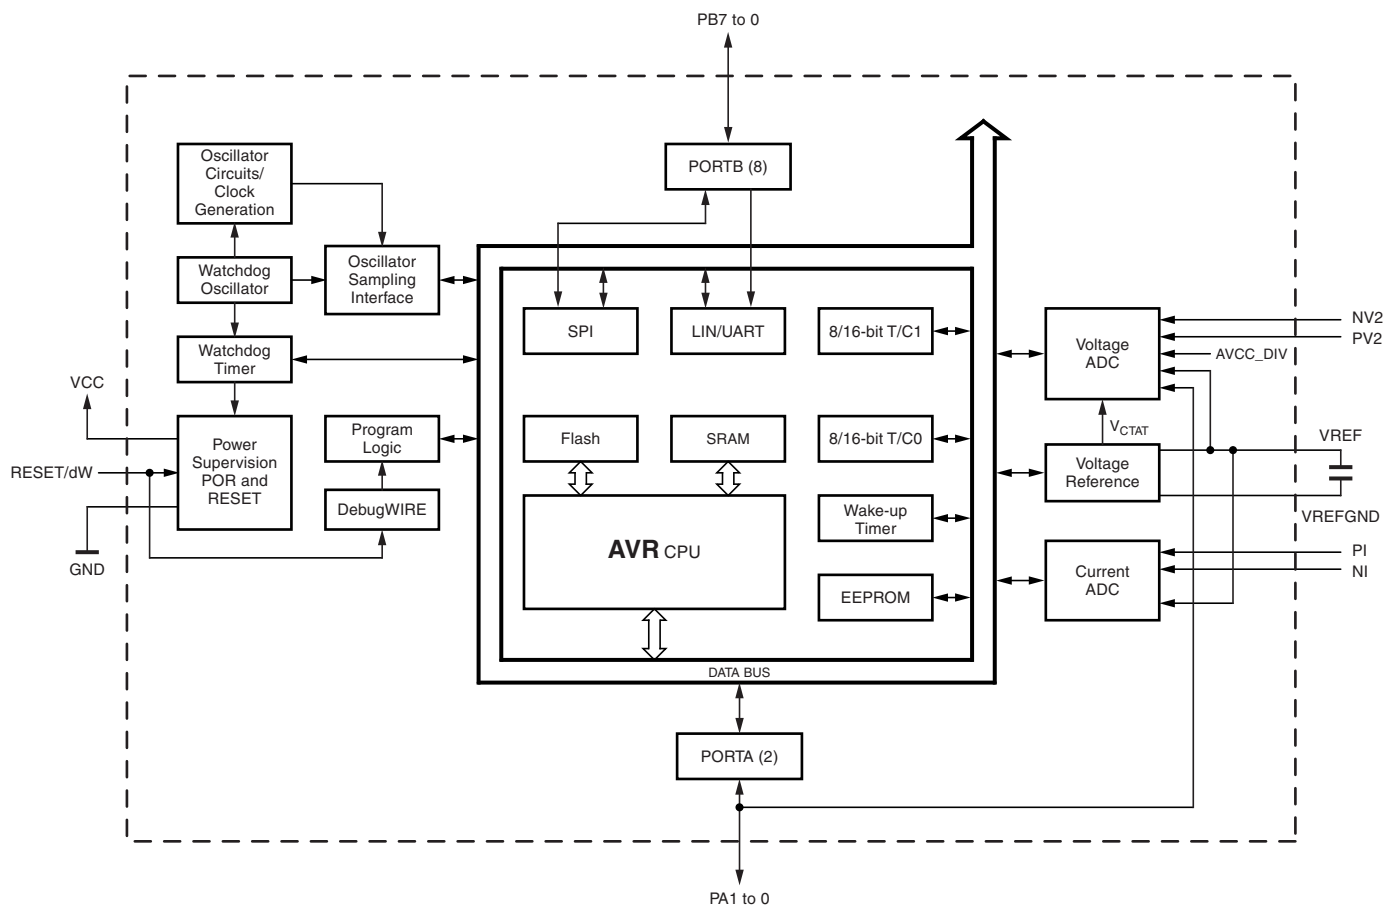 PB7 to 0
PORTB (8)
Oscillator
Circuits/
Clock
Generation
Watchdog
Oscillator
Oscillator
Sampling
Interface
Watchdog
Timer
VCC
Power
Supervision
POR and
RESET
RESET/dW
GND
Program
Logic
DebugWIRE
SPI
LIN/UART
8/16-bit T/C1
Flash
SRAM
8/16-bit T/C0
AVR CPU
Wake-up
Timer
EEPROM
DATA BUS
Voltage
ADC
NV2
PV2
AVCC_DIV
VCTAT
Voltage
Reference
VREF
VREFGND
Current
ADC
PI
NI
PORTA (2)
PA1 to 0